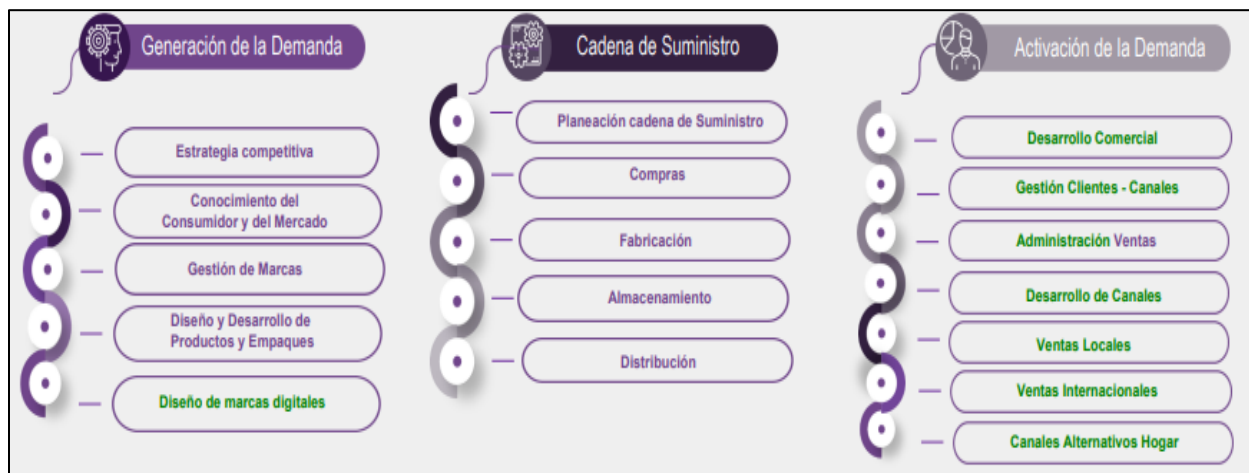 Generación de la Demanda
Estrategia competitiva
Conocimiento del
Consumidor y del Mercado
Gestión de Marcas
Diseño y Desarrollo de
Productos y Empaques
Diseño de marcas digitales
Cadena de Suministro
Planeación cadena de Suministro
Compras
Fabricación
Almacenamiento
Distribución
Activación de la Demanda
Desarrollo Comercial
Gestión Clientes - Canales
Administración Ventas
Desarrollo de Canales
Ventas Locales
Ventas Internacionales
Canales Alternativos Hogar